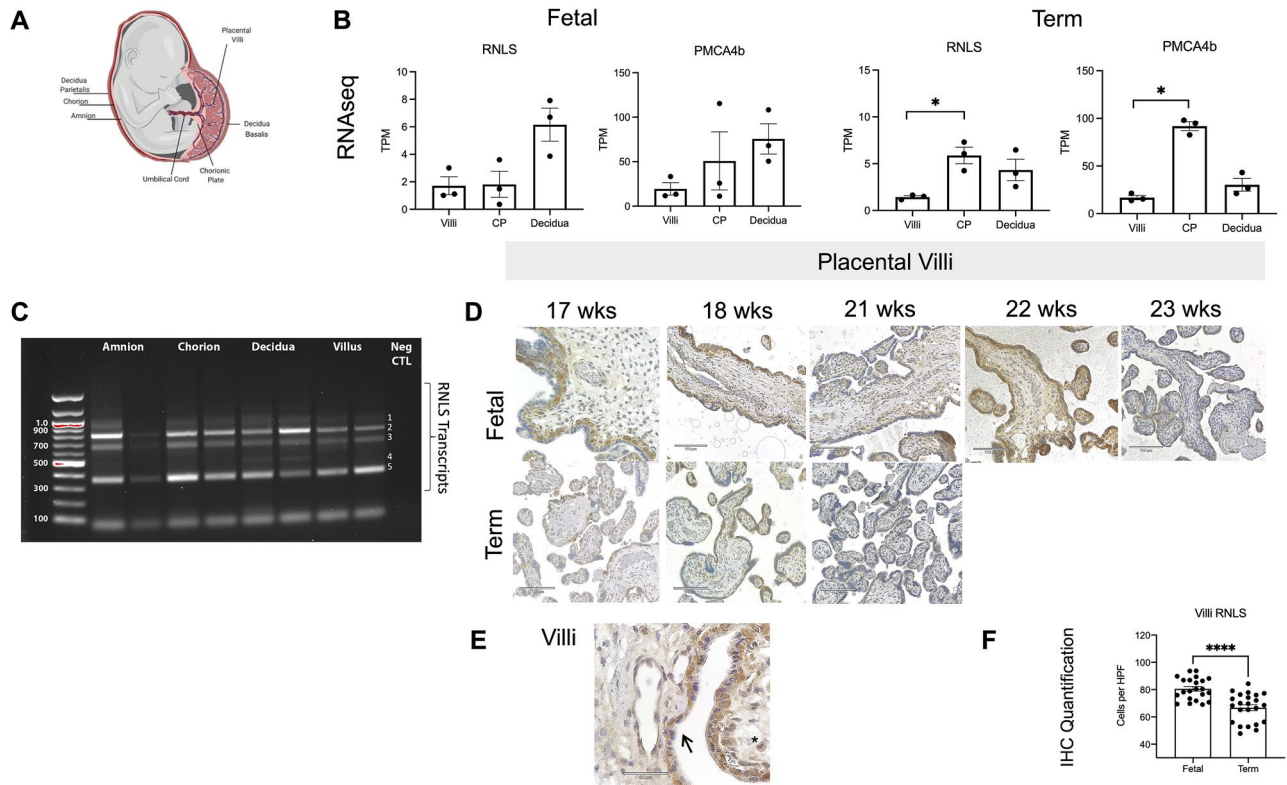 A
Placental
Villi
Decidua
Parietalis
Chorion
Amnion
Decidua
Basalis
Umbilical Cord
Chorionic
Plate
B
Fetal
Term
RNAseq
RNLS
TPM
10
8
6
4
2
0
Villi CP Decidua
PMCA4b
TPM
150
100
50
0
Villi CP Decidua
RNLS
TPM
15
10
5
0
*
Villi CP Decidua
PMCA4b
TPM
150
100
50
0
*
Villi CP Decidua
Placental Villi
C
Amnion Chorion Decidua Villus Neg
CTL
1.0
900
700
500
300
100
1
2
3
4
5
RNLS Transcripts
D
17 wks 18 wks 21 wks 22 wks 23 wks
Fetal
Term
E Villi
*
F
IHC Quantification
Villi RNLS
****
Cells per HPF
120
100
80
60
40
Fetal Term